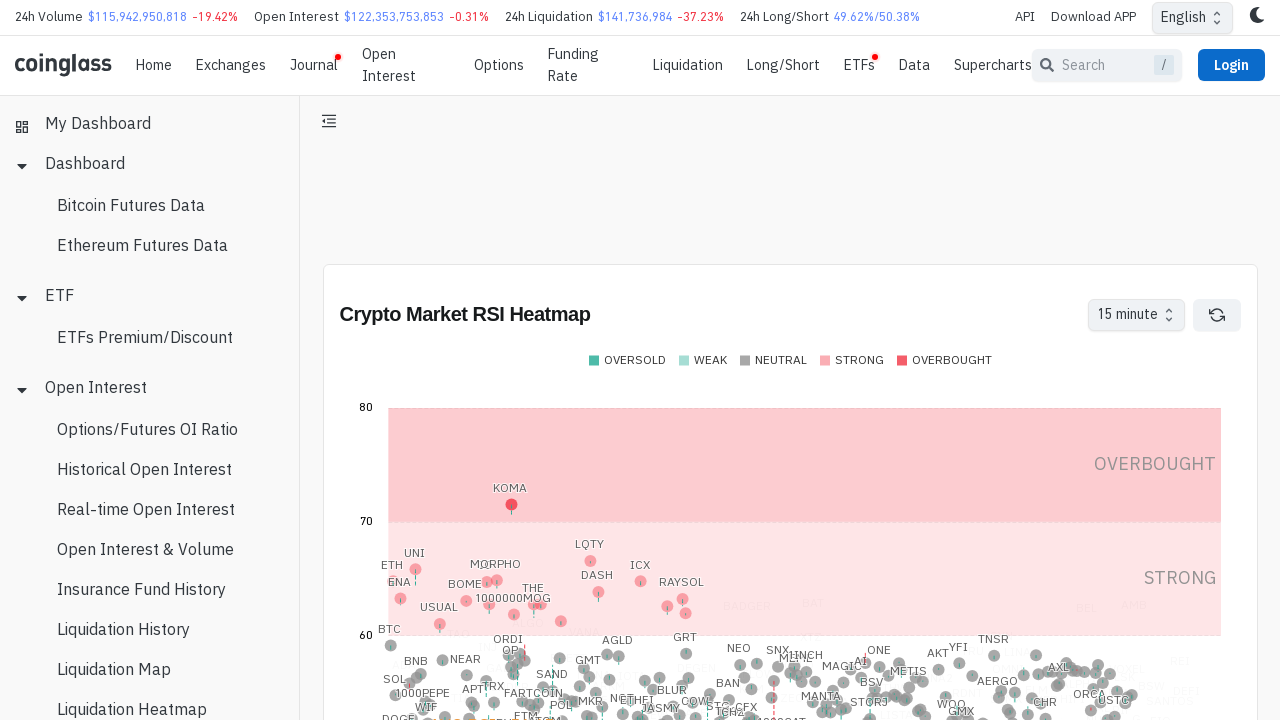 24h Volume $115,942,950,818 -19.42% Open Interest $122,353,753,853 -0.31% 24h Liquidation $141,736,984 -37.23% 24h Long/Short 49.62%/50.38% API Download APP English
coinglass Home Exchanges Journal Open Interest Options Funding Rate Liquidation Long/Short ETFs Data Supercharts Search / Login
My Dashboard
Dashboard
Bitcoin Futures Data
Ethereum Futures Data
ETF
ETFs Premium/Discount
Open Interest
Options/Futures OI Ratio
Historical Open Interest
Real-time Open Interest
Open Interest & Volume
Insurance Fund History
Liquidation History
Liquidation Map
Liquidation Heatmap
Crypto Market RSI Heatmap 15 minute
OVERSOLD WEAK NEUTRAL STRONG OVERBOUGHT
80
OVERBOUGHT
KOMA
70
LQTY
UNI
ETH MORPHO ICX
DASH STRONG
ENA BOME THE RAYSOL
1000000MOG
USUAL
BTC 60
ORDI AGLD GRT TNSR
OP NEO SNX ONE YFI
BNB NEAR GMT 1INCH AI AKT
MAGIC AXL
SOL SAND METIS
APT TRX BAN BSV AERGO
1000PEPE FARTCOIN BLUR MANTA ORCA
WIF POL MKR COW STORJ WOO CHR USTC
JASMY CFX GMX
DOGE